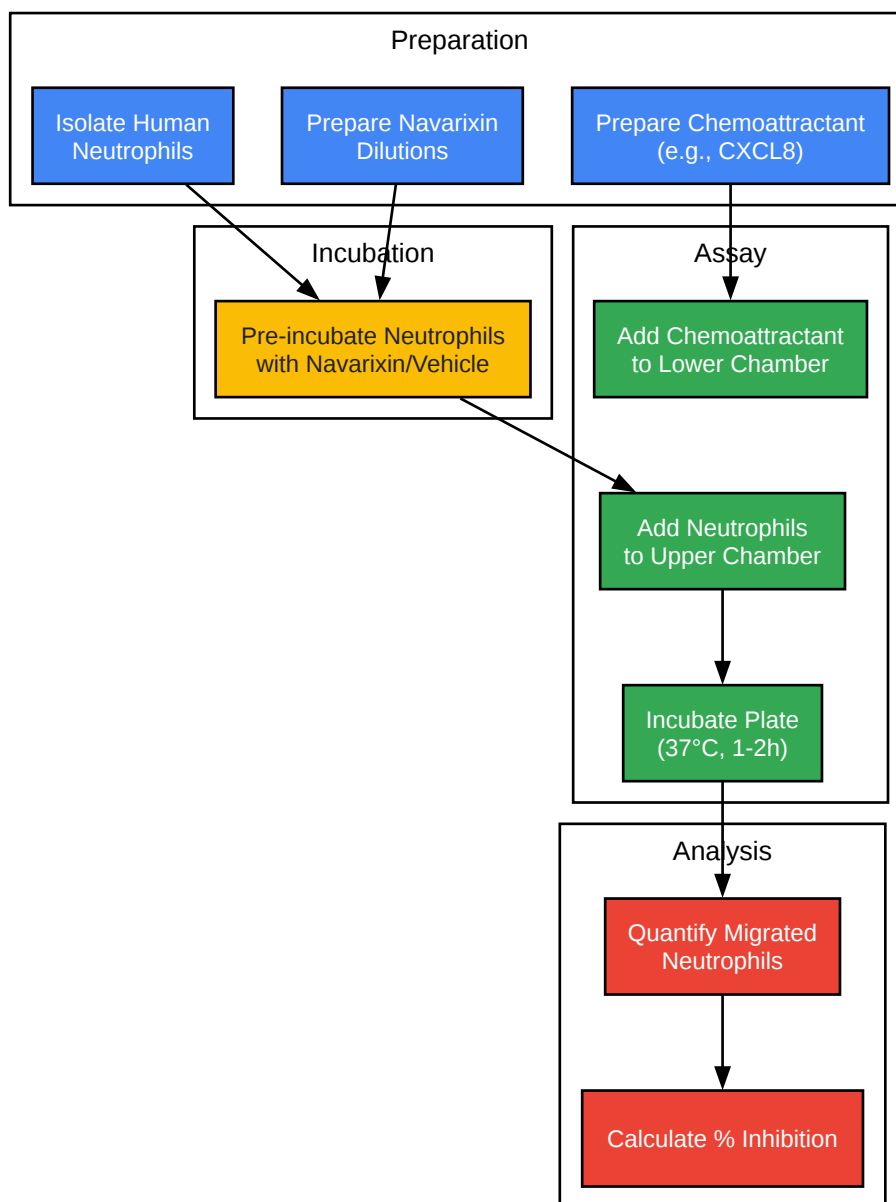 Preparation
Isolate Human
Neutrophils
Prepare Navarixin
Dilutions
Prepare Chemoattractant
(e.g., CXCL8)
Incubation
Pre-incubate Neutrophils
with Navarixin/Vehicle
Assay
Add Chemoattractant
to Lower Chamber
Add Neutrophils
to Upper Chamber
Incubate Plate
(37°C, 1-2h)
Analysis
Quantify Migrated
Neutrophils
Calculate % Inhibition